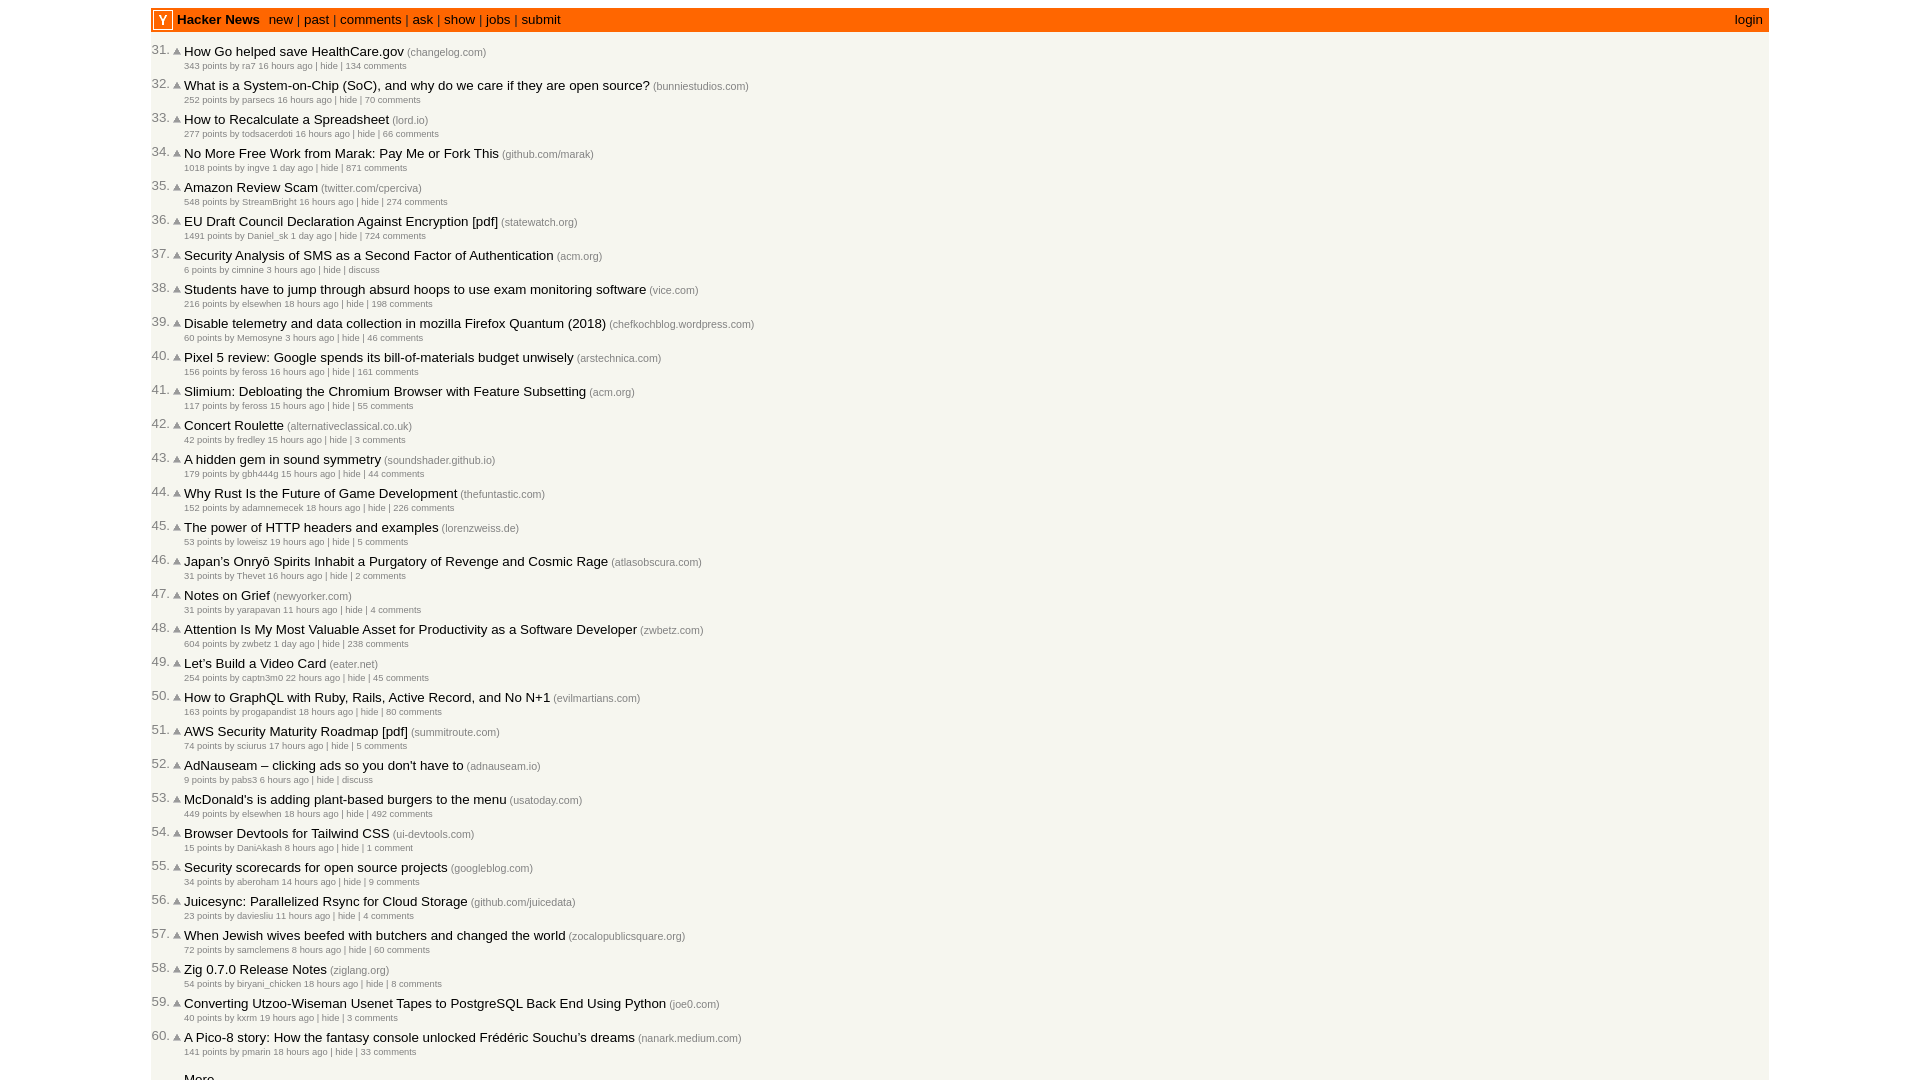 Y Hacker News new | past | comments | ask | show | jobs | submit login
31. How Go helped save HealthCare.gov (changelog.com)
343 points by ra7 16 hours ago | hide | 134 comments
32. What is a System-on-Chip (SoC), and why do we care if they are open source? (bunniestudios.com)
252 points by parsecs 16 hours ago | hide | 70 comments
33. How to Recalculate a Spreadsheet (lord.io)
277 points by todsacerdoti 16 hours ago | hide | 66 comments
34. No More Free Work from Marak: Pay Me or Fork This (github.com/marak)
1018 points by ingve 1 day ago | hide | 871 comments
35. Amazon Review Scam (twitter.com/cperciva)
548 points by StreamBright 16 hours ago | hide | 274 comments
36. EU Draft Council Declaration Against Encryption [pdf] (statewatch.org)
1491 points by Daniel_sk 1 day ago | hide | 724 comments
37. Security Analysis of SMS as a Second Factor of Authentication (acm.org)
6 points by cimnine 3 hours ago | hide | discuss
38. Students have to jump through absurd hoops to use exam monitoring software (vice.com)
216 points by elsewhen 18 hours ago | hide | 198 comments
39. Disable telemetry and data collection in mozilla Firefox Quantum (2018) (chefkochblog.wordpress.com)
60 points by Memosyne 3 hours ago | hide | 46 comments
40. Pixel 5 review: Google spends its bill-of-materials budget unwisely (arstechnica.com)
156 points by feross 16 hours ago | hide | 161 comments
41. Slimium: Debloating the Chromium Browser with Feature Subsetting (acm.org)
117 points by feross 15 hours ago | hide | 55 comments
42. Concert Roulette (alternativeclassical.co.uk)
42 points by fredley 15 hours ago | hide | 3 comments
43. A hidden gem in sound symmetry (soundshader.github.io)
179 points by gbh444g 15 hours ago | hide | 44 comments
44. Why Rust Is the Future of Game Development (thefuntastic.com)
152 points by adamnemecek 18 hours ago | hide | 226 comments
45. The power of HTTP headers and examples (lorenzweiss.de)
53 points by loweisz 19 hours ago | hide | 5 comments
46. Japan’s Onryō Spirits Inhabit a Purgatory of Revenge and Cosmic Rage (atlasobscura.com)
31 points by Thevet 16 hours ago | hide | 2 comments
47. Notes on Grief (newyorker.com)
31 points by yarapavan 11 hours ago | hide | 4 comments
48. Attention Is My Most Valuable Asset for Productivity as a Software Developer (zwbetz.com)
604 points by zwbetz 1 day ago | hide | 238 comments
49. Let’s Build a Video Card (eater.net)
254 points by captn3m0 22 hours ago | hide | 45 comments
50. How to GraphQL with Ruby, Rails, Active Record, and No N+1 (evilmartians.com)
163 points by progapandist 18 hours ago | hide | 80 comments
51. AWS Security Maturity Roadmap [pdf] (summitroute.com)
74 points by sciurus 17 hours ago | hide | 5 comments
52. AdNauseam – clicking ads so you don't have to (adnauseam.io)
9 points by pabs3 6 hours ago | hide | discuss
53. McDonald's is adding plant-based burgers to the menu (usatoday.com)
449 points by elsewhen 18 hours ago | hide | 492 comments
54. Browser Devtools for Tailwind CSS (ui-devtools.com)
15 points by DaniAkash 8 hours ago | hide | 1 comment
55. Security scorecards for open source projects (googleblog.com)
34 points by aberoham 14 hours ago | hide | 9 comments
56. Juicesync: Parallelized Rsync for Cloud Storage (github.com/juicedata)
23 points by daviesliu 11 hours ago | hide | 4 comments
57. When Jewish wives beefed with butchers and changed the world (zocalopublicsquare.org)
72 points by samclemens 8 hours ago | hide | 60 comments
58. Zig 0.7.0 Release Notes (ziglang.org)
54 points by biryani_chicken 18 hours ago | hide | 8 comments
59. Converting Utzoo-Wiseman Usenet Tapes to PostgreSQL Back End Using Python (joe0.com)
40 points by kxrm 19 hours ago | hide | 3 comments
60. A Pico-8 story: How the fantasy console unlocked Frédéric Souchu’s dreams (nanark.medium.com)
141 points by pmarin 18 hours ago | hide | 33 comments
More